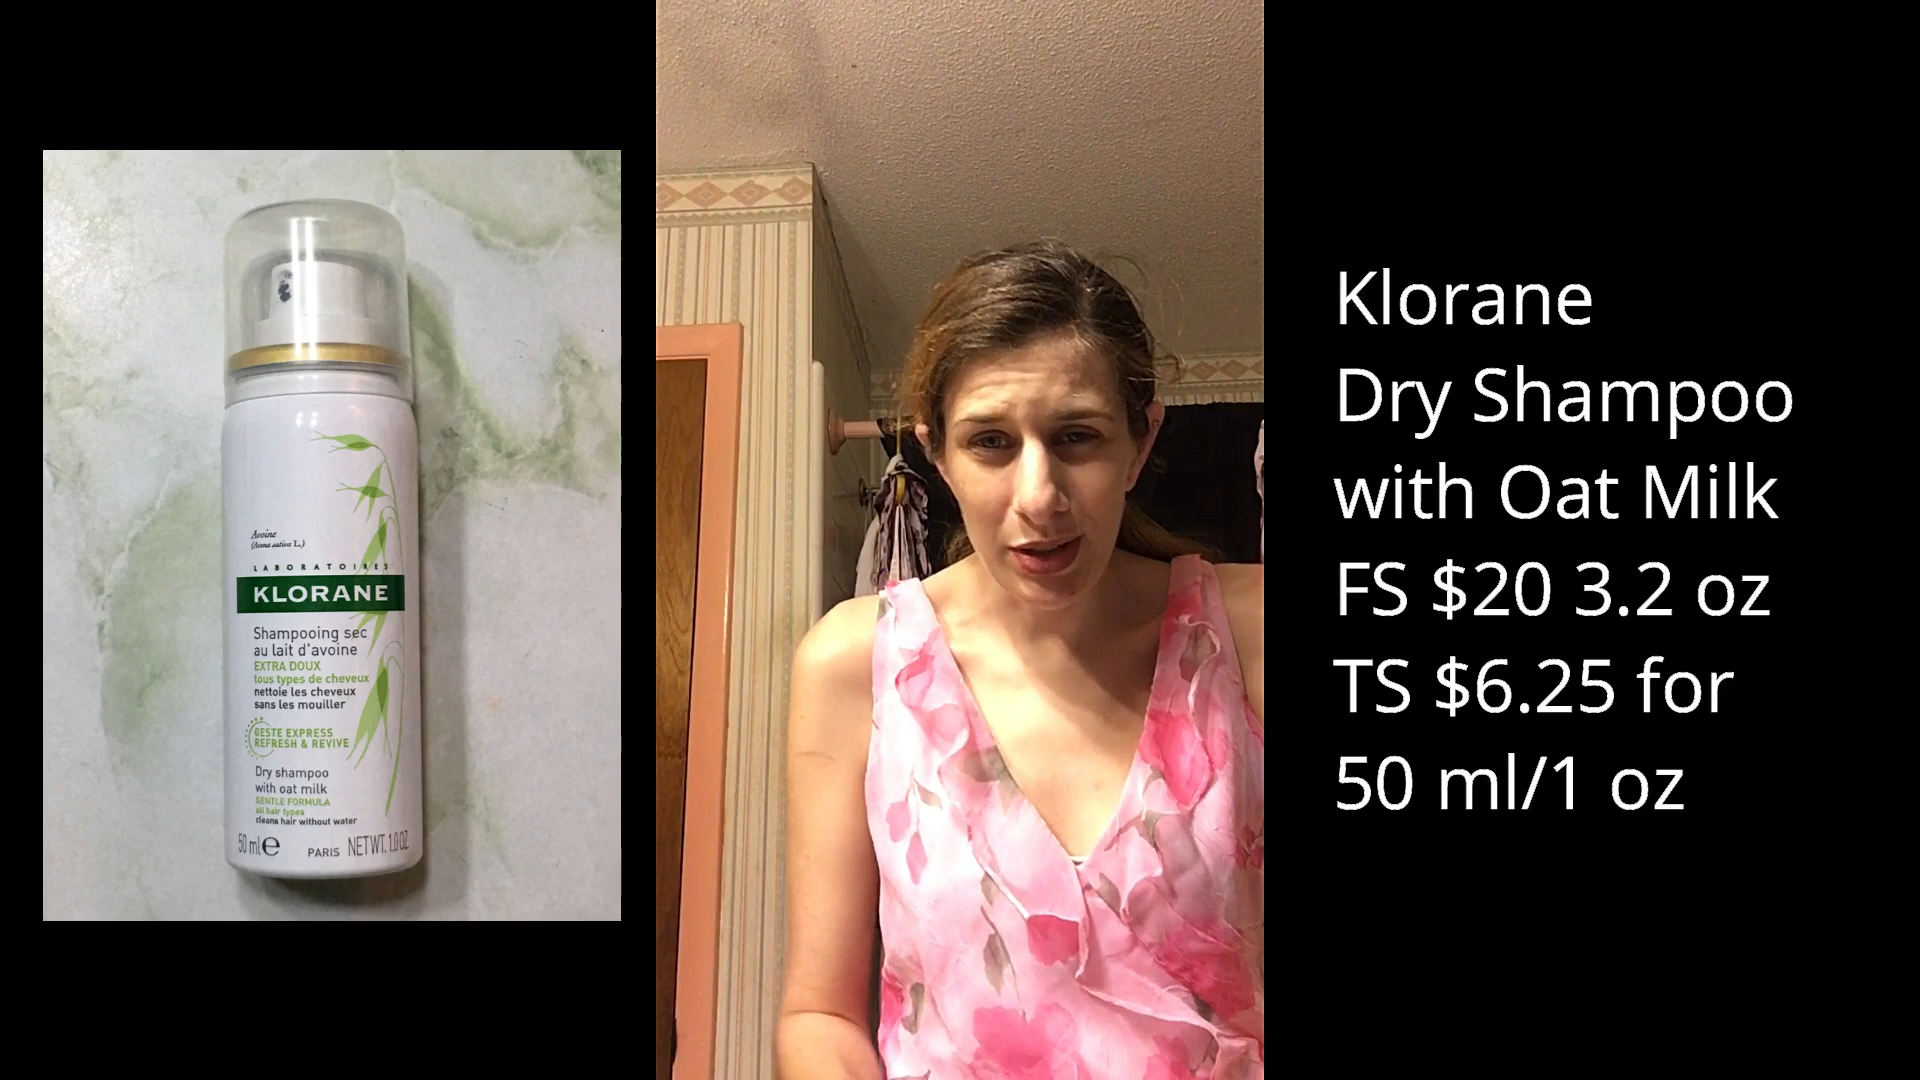 Avoine
(Avena sativa L.)
LABORATOIRES
KLORANE
Shampooing sec
au lait d'avoine
EXTRA DOUX
tous types de cheveux
nettoie les cheveux
sans les mouiller
GESTE EXPRESS
REFRESH & REVIVE
Dry shampoo
with oat milk
GENTLE FORMULA
all hair types
cleans hair without water
50 ml e PARIS NET WT. 1.0 OZ
Klorane
Dry Shampoo
with Oat Milk
FS $20 3.2 oz
TS $6.25 for
50 ml/1 oz